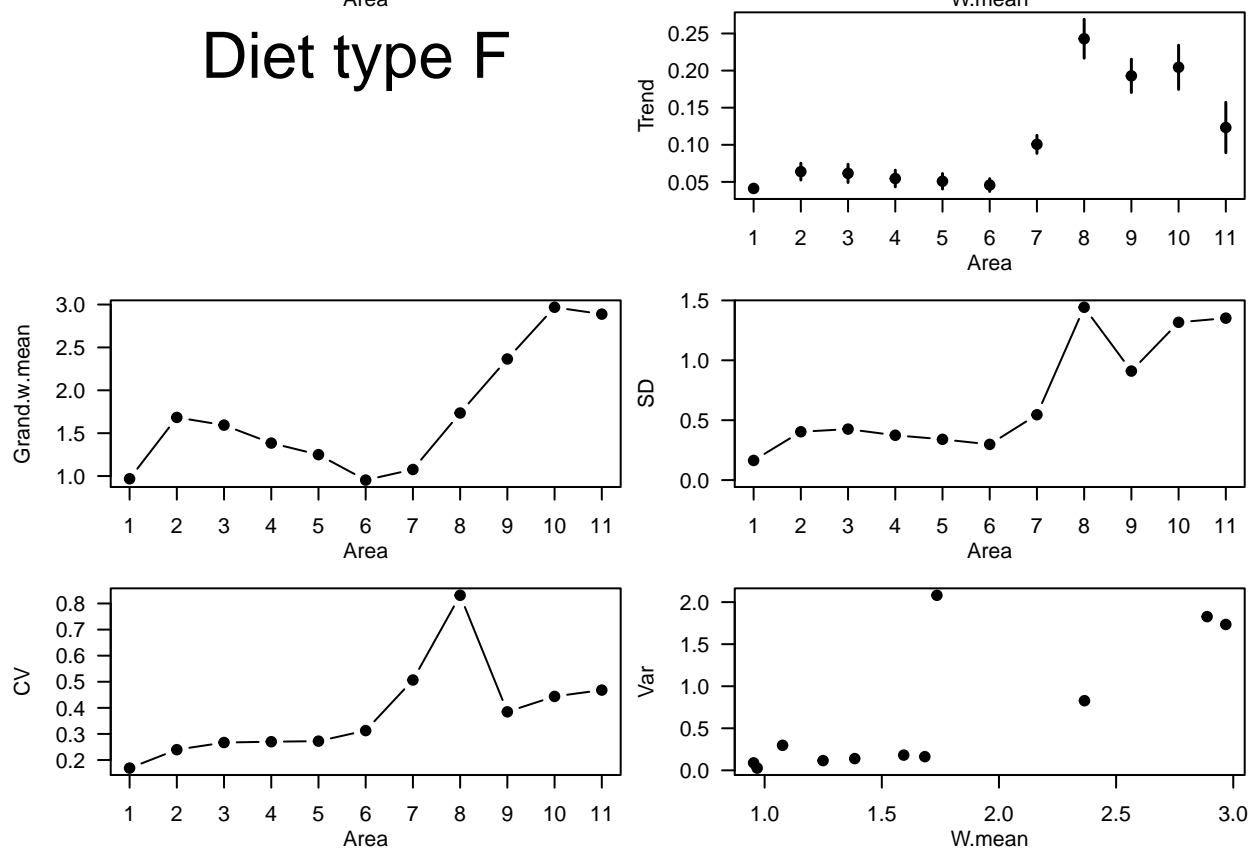 Area
W.mean
Diet type F
0.25
0.20
0.15
0.10
0.05
Trend
1 2 3 4 5 6 7 8 9 10 11
Area
3.0
2.5
2.0
1.5
1.0
Grand.w.mean
1 2 3 4 5 6 7 8 9 10 11
Area
1.5
1.0
0.5
0.0
SD
1 2 3 4 5 6 7 8 9 10 11
Area
0.8
0.7
0.6
0.5
0.4
0.3
0.2
CV
1 2 3 4 5 6 7 8 9 10 11
Area
2.0
1.5
1.0
0.5
0.0
Var
1.0 1.5 2.0 2.5 3.0
W.mean